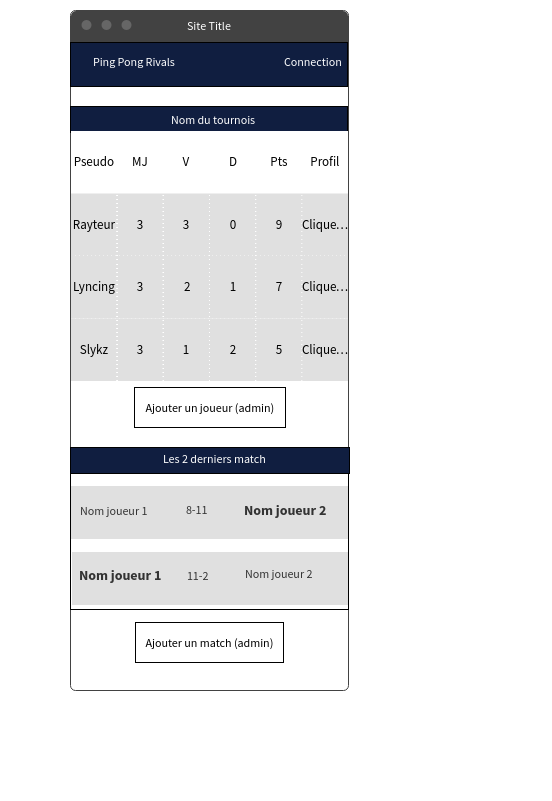 Site Title
Ping Pong Rivals Connection
Nom du tournois
Pseudo MJ V D Pts Profil
Rayteur 3 3 0 9 Clique...
Lyncing 3 2 1 7 Clique...
Slykz 3 1 2 5 Clique...
Ajouter un joueur (admin)
Les 2 derniers match
Nom joueur 1 8-11 Nom joueur 2
Nom joueur 1 11-2 Nom joueur 2
Ajouter un match (admin)